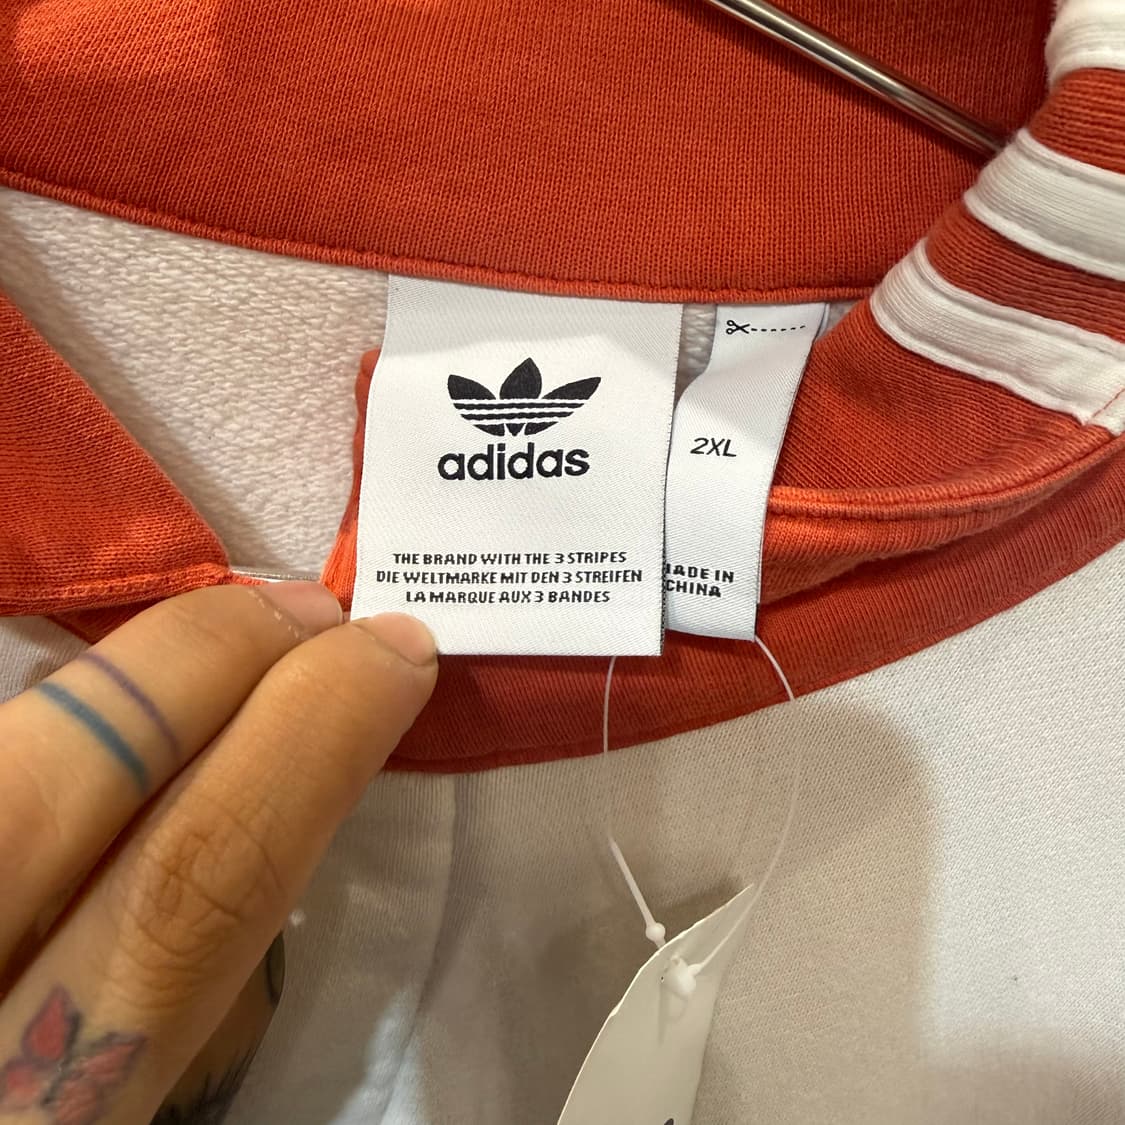 adidas
THE BRAND WITH THE 3 STRIPES
DIE WELTMARKE MIT DEN 3 STREIFEN
LA MARQUE AUX 3 BANDES
2XL
IN
CHINA